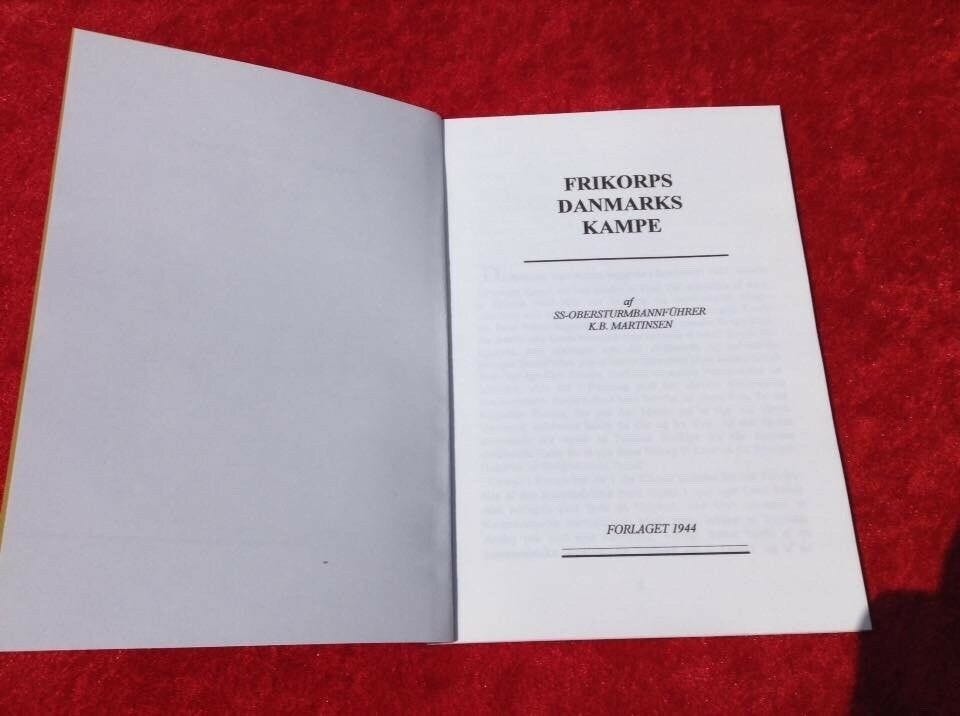 FRIKORPS
DANMARKS
KAMPE
af
SS-OBERSTURMBANNFÜHRER
K.B. MARTINSEN
FORLAGET 1944